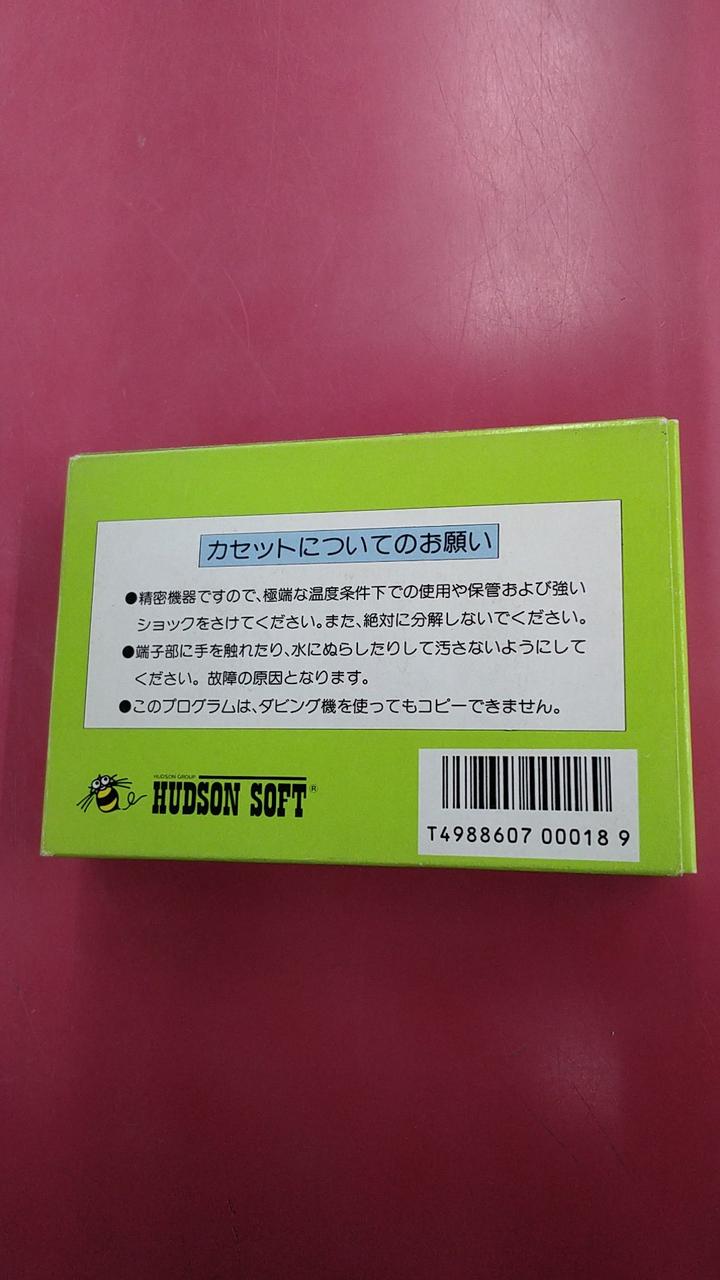 カセットについてのお願い
●精密機器ですので、極端な温度条件下での使用や保管および強い
ショックをさけてください。また、絶対に分解しないでください。
●端子部に手を触れたり、水にぬらしたりして汚さないようにして
ください。故障の原因となります。
●このプログラムは、ダビング機を使ってもコピーできません。
HUDSON GROUP
HUDSON SOFT®
T4988607 00018 9